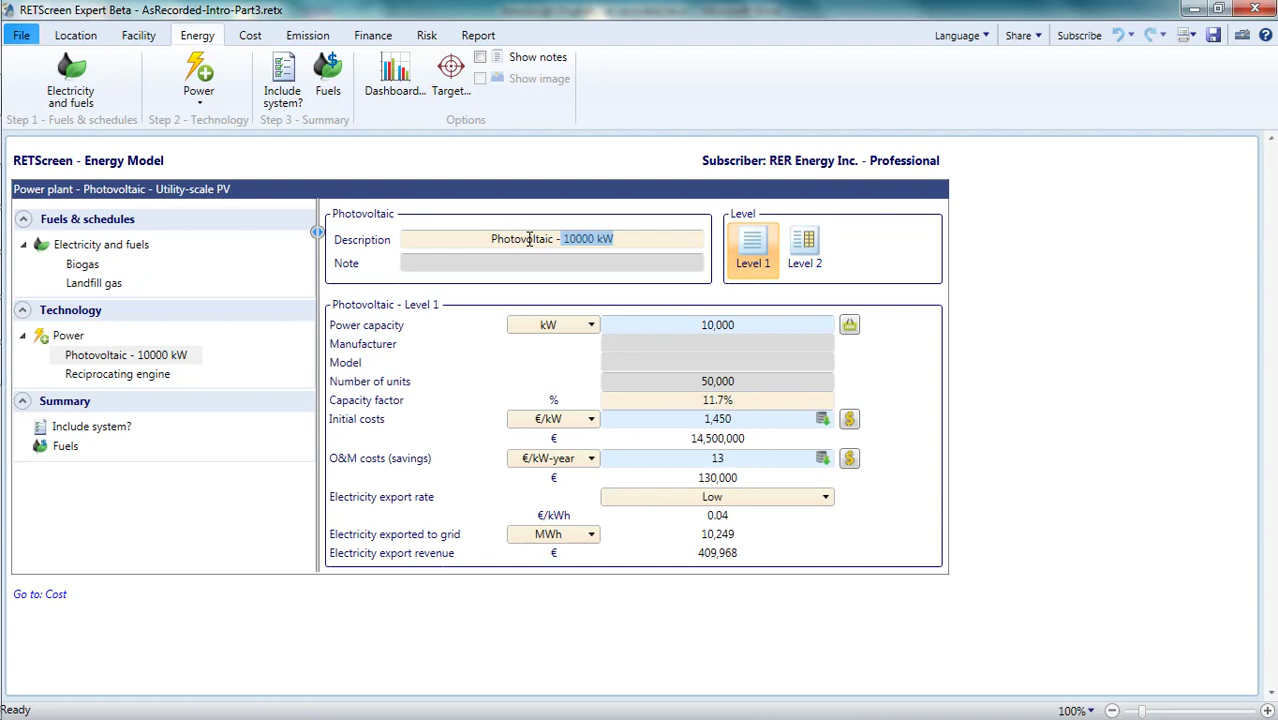 RETScreen Expert Beta - AsRecorded-Intro-Part3.retx
File Location Facility Energy Cost Emission Finance Risk Report Language Share Subscribe
Electricity and fuels
Power
Include system?
Fuels
Dashboard...
Target...
Show notes
Show image
Step 1 - Fuels & schedules
Step 2 - Technology
Step 3 - Summary
Options
RETScreen - Energy Model
Subscriber: RER Energy Inc. - Professional
Power plant - Photovoltaic - Utility-scale PV
Fuels & schedules
Electricity and fuels
Biogas
Landfill gas
Technology
Power
Photovoltaic - 10000 kW
Reciprocating engine
Summary
Include system?
Fuels
Photovoltaic
Description Photovoltaic - 10000 kW
Note
Level
Level 1
Level 2
Photovoltaic - Level 1
Power capacity kW 10,000
Manufacturer
Model
Number of units 50,000
Capacity factor % 11.7%
Initial costs €/kW 1,450
€ 14,500,000
O&M costs (savings) €/kW-year 13
€ 130,000
Electricity export rate Low
€/kWh 0.04
Electricity exported to grid MWh 10,249
Electricity export revenue € 409,968
Go to: Cost
Ready
100%